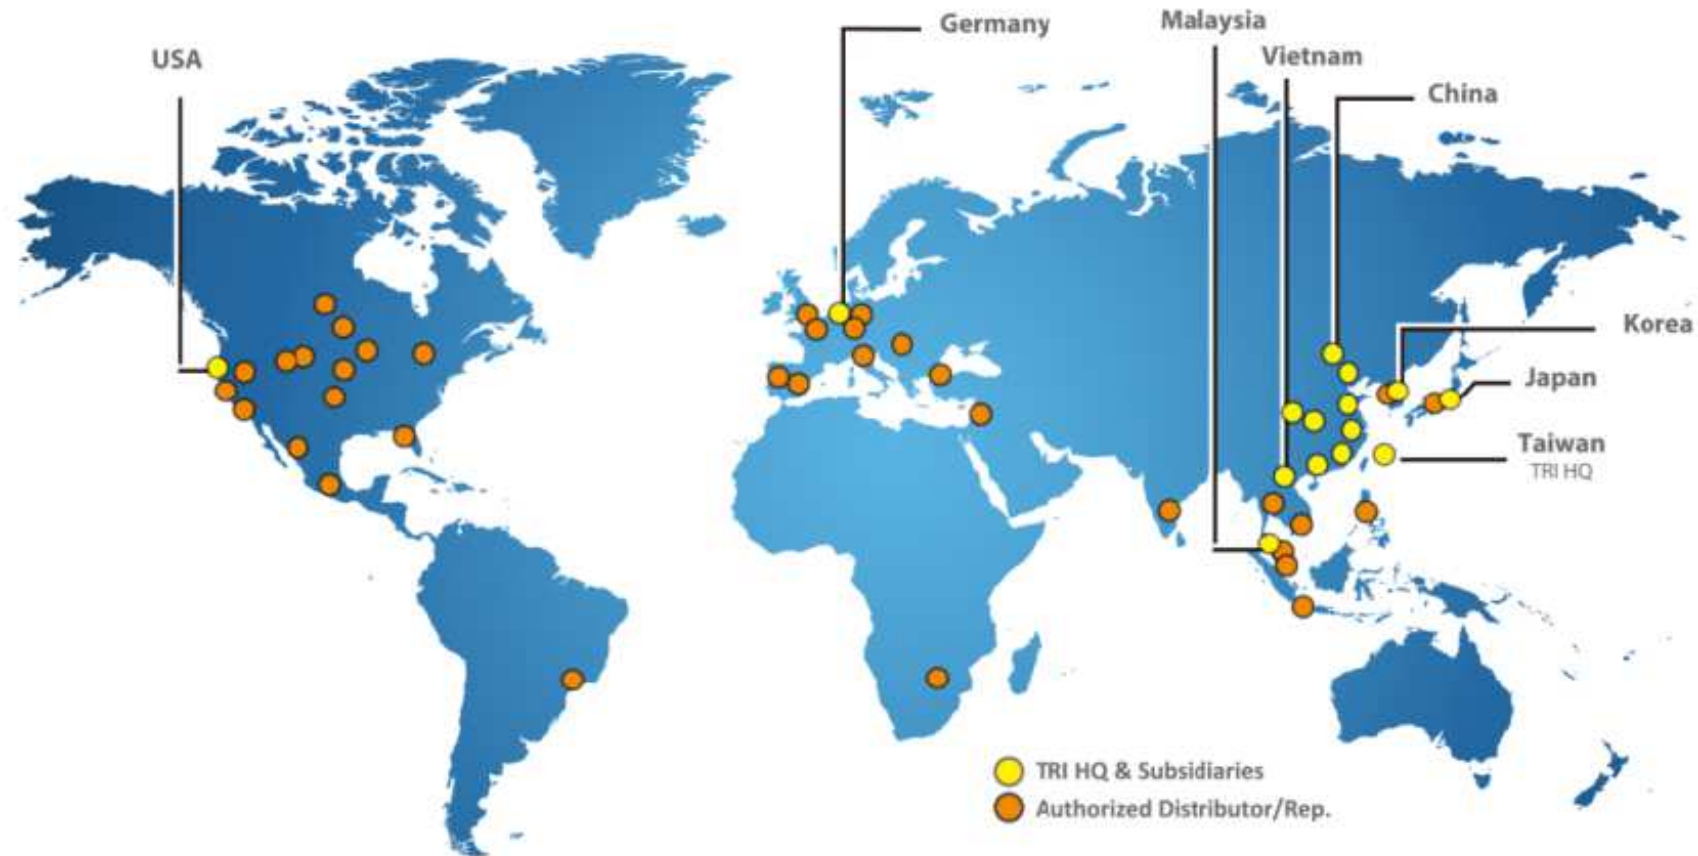 USA
Germany
Malaysia
Vietnam
China
Korea
Japan
Taiwan
TRI HQ
TRI HQ & Subsidiaries
Authorized Distributor/Rep.